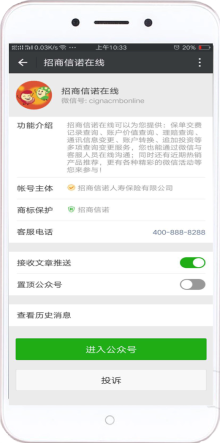 0.03K/s 上午10:33 20%
招商信诺在线
招商信诺在线
微信号: cignacmbonline
功能介绍 招商信诺在线可以为您提供：保单交费
记录查询、账户价值查询、理赔查询、
通讯信息变更、账户转换、追加投资等
多项查询变更服务，您也能通过微信与
客服人员在线沟通；同时还有近期热销
产品推荐，更有各种精彩的微信活动等
您来参与！
帐号主体 招商信诺人寿保险有限公司
商标保护 招商信诺
客服电话 400-888-8288
接收文章推送
置顶公众号
查看历史消息
进入公众号
投诉